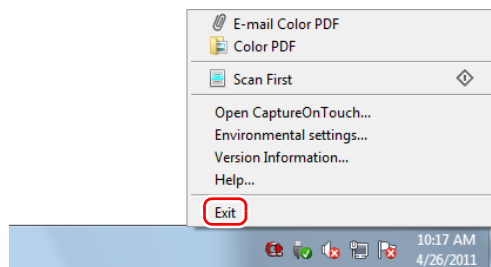 E-mail Color PDF
Color PDF
Scan First
Open CaptureOnTouch...
Environmental settings...
Version Information...
Help...
Exit
10:17 AM
4/26/2011